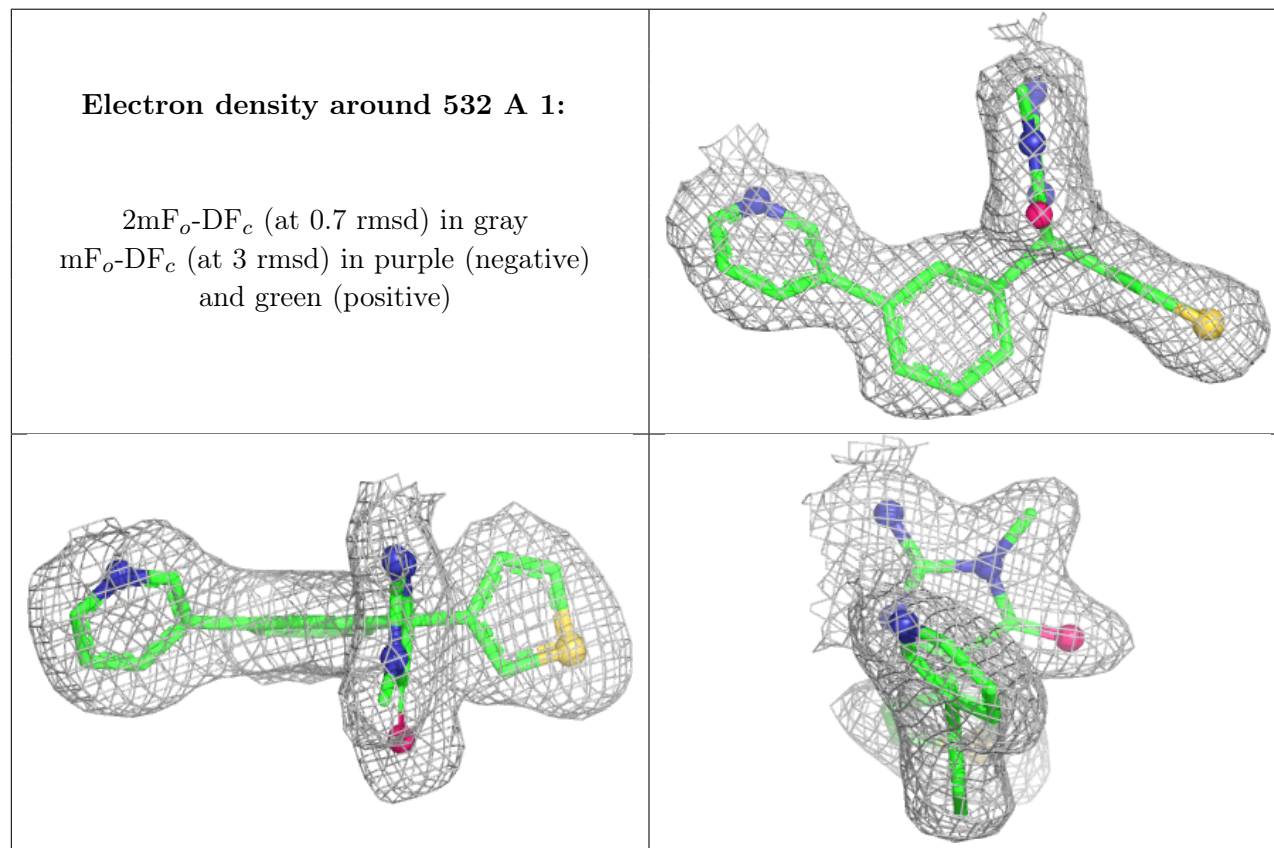 Electron density around 532 A 1:
2mFo-DFc (at 0.7 rmsd) in gray
mFo-DFc (at 3 rmsd) in purple (negative)
and green (positive)